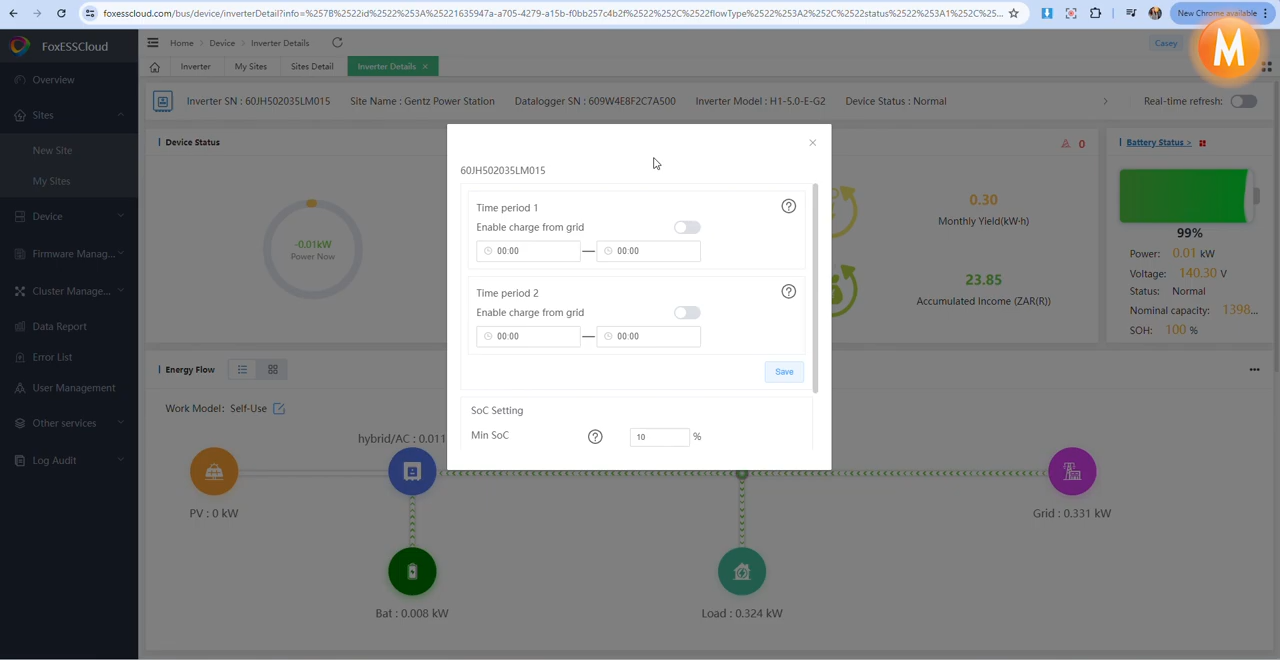 foxesscloud.com/bus/device/inverterDetail?info=%257B%2522id%2522%253A%252221635947a-a705-4279-a15b-f0bb257c4b2f%2522%252C%2522flowType%2522%253A2%252C%2522status%2522%253A1%252C%25...
New Chrome available
FoxESSCloud
Home > Device > Inverter Details
Casey
M
Inverter
My Sites
Sites Detail
Inverter Details ×
Overview
Sites
New Site
My Sites
Device
Firmware Manag...
Cluster Manage...
Data Report
Error List
User Management
Other services
Log Audit
Inverter SN : 60JH502035LM015
Site Name : Gentz Power Station
Datalogger SN : 609W4E8F2C7A500
Inverter Model : H1-5.0-E-G2
Device Status : Normal
Real-time refresh:
Device Status
0
-0.01kW
Power Now
0.30
Monthly Yield(kW·h)
23.85
Accumulated Income (ZAR(R))
Battery Status >
99%
Power: 0.01 kW
Voltage: 140.30 V
Status: Normal
Nominal capacity: 1398...
SOH: 100 %
60JH502035LM015
Time period 1
Enable charge from grid
00:00 — 00:00
Time period 2
Enable charge from grid
00:00 — 00:00
Save
SoC Setting
Min SoC
10 %
Energy Flow
Work Model: Self-Use
hybrid/AC : 0.011
PV : 0 kW
Grid : 0.331 kW
Bat : 0.008 kW
Load : 0.324 kW